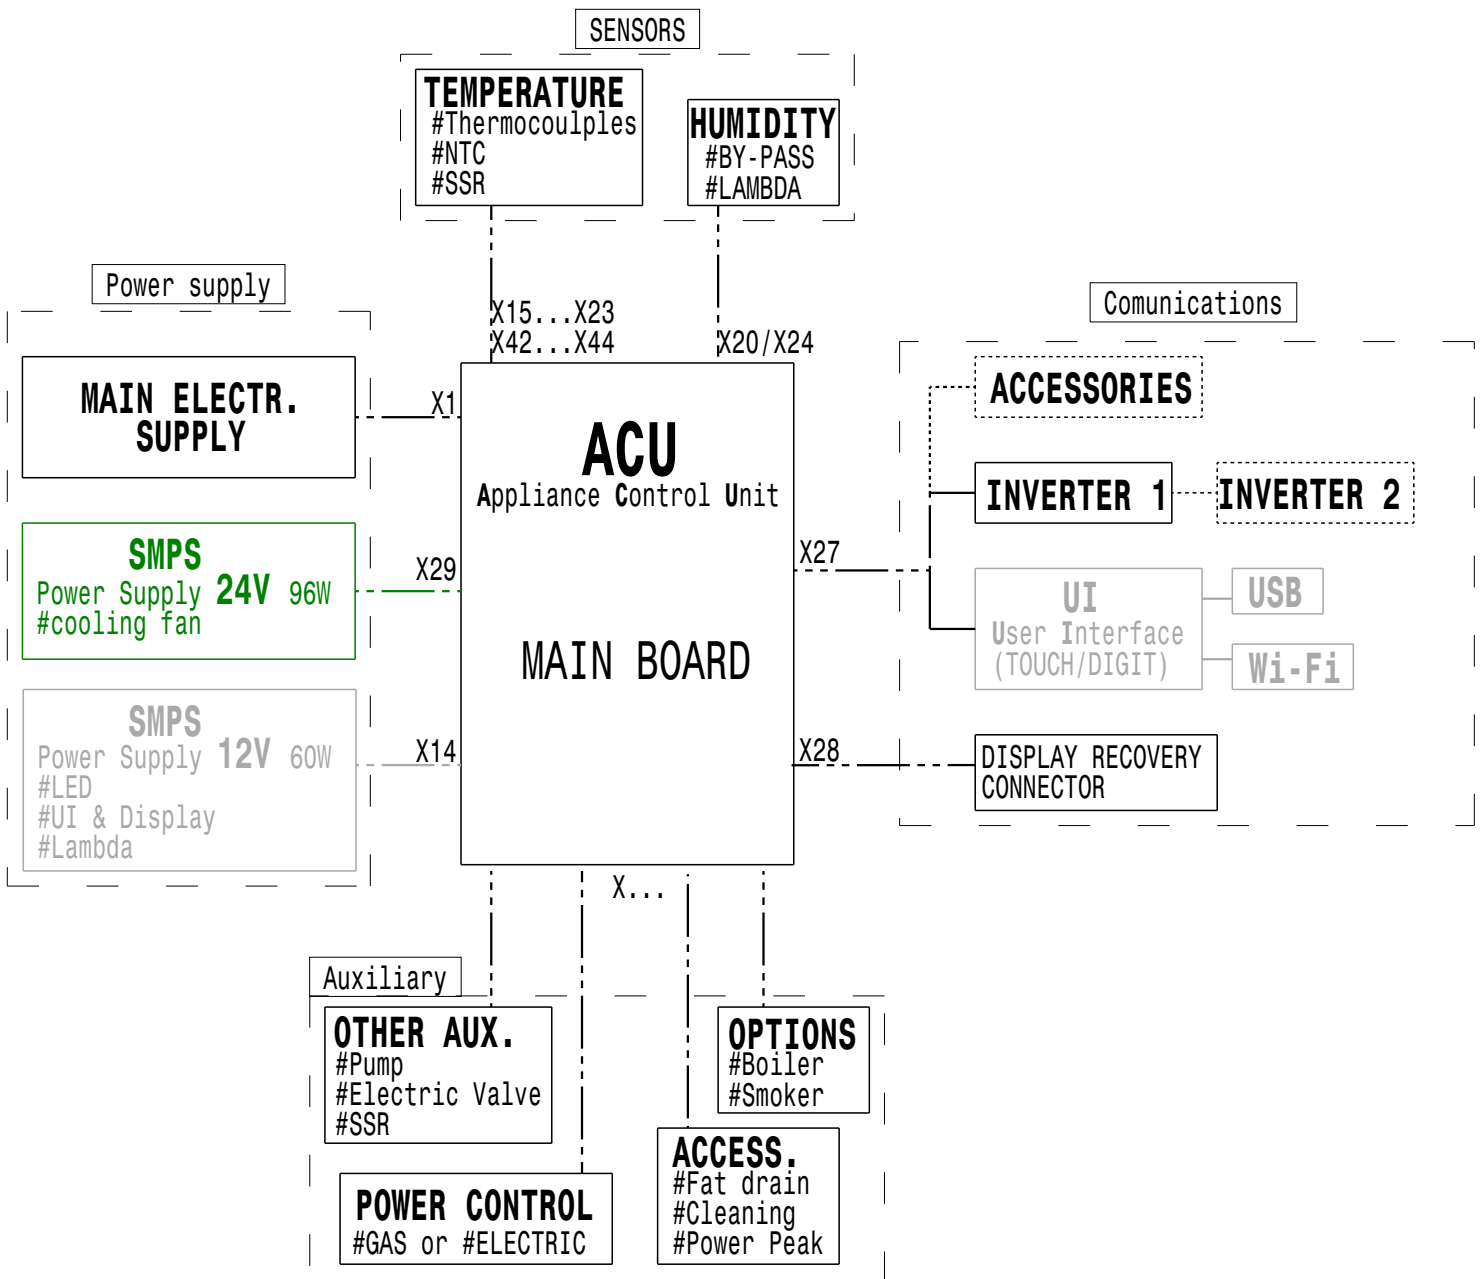 SENSORS
TEMPERATURE
#Thermocoulples
#NTC
#SSR
HUMIDITY
#BY-PASS
#LAMBDA
Power supply
MAIN ELECTR.
SUPPLY
SMPS
Power Supply 24V 96W
#cooling fan
SMPS
Power Supply 12V 60W
#LED
#UI & Display
#Lambda
X15...X23
X42...X44
X20/X24
X1
X29
X14
ACU
Appliance Control Unit
MAIN BOARD
X27
X28
X...
Comunications
ACCESSORIES
INVERTER 1
INVERTER 2
UI
User Interface
(TOUCH/DIGIT)
USB
Wi-Fi
DISPLAY RECOVERY
CONNECTOR
Auxiliary
OTHER AUX.
#Pump
#Electric Valve
#SSR
POWER CONTROL
#GAS or #ELECTRIC
OPTIONS
#Boiler
#Smoker
ACCESS.
#Fat drain
#Cleaning
#Power Peak